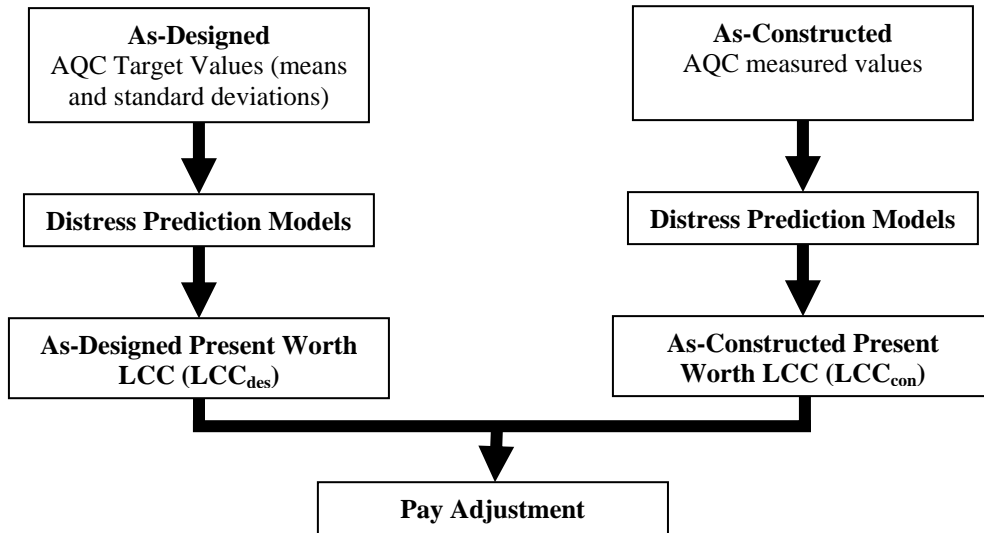 As-Designed
AQC Target Values (means
and standard deviations)
As-Constructed
AQC measured values
Distress Prediction Models
Distress Prediction Models
As-Designed Present Worth
LCC (LCCdes)
As-Constructed Present
Worth LCC (LCCcon)
Pay Adjustment